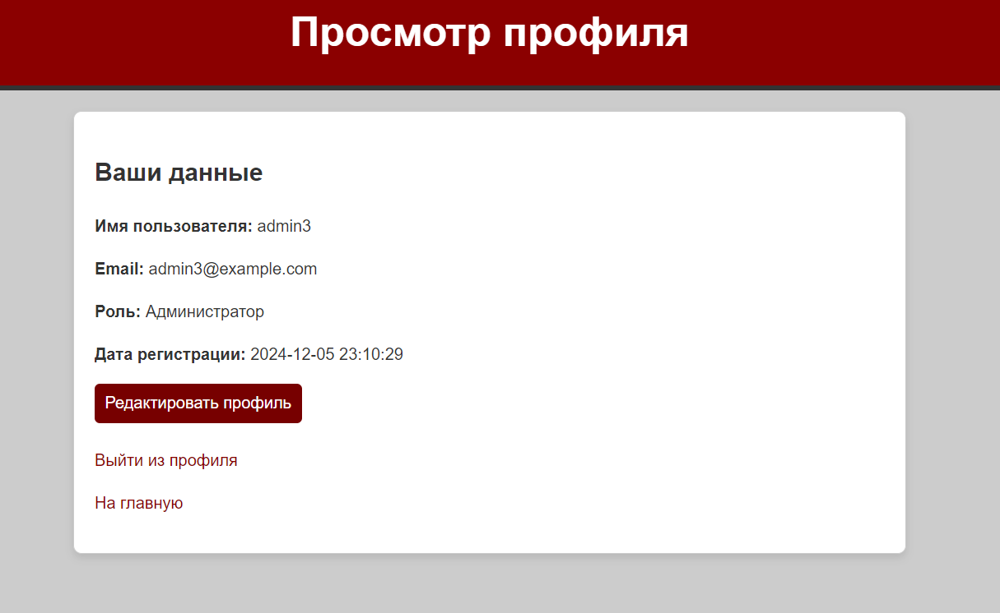 Просмотр профиля
Ваши данные
Имя пользователя: admin3
Email: admin3@example.com
Роль: Администратор
Дата регистрации: 2024-12-05 23:10:29
Редактировать профиль
Выйти из профиля
На главную